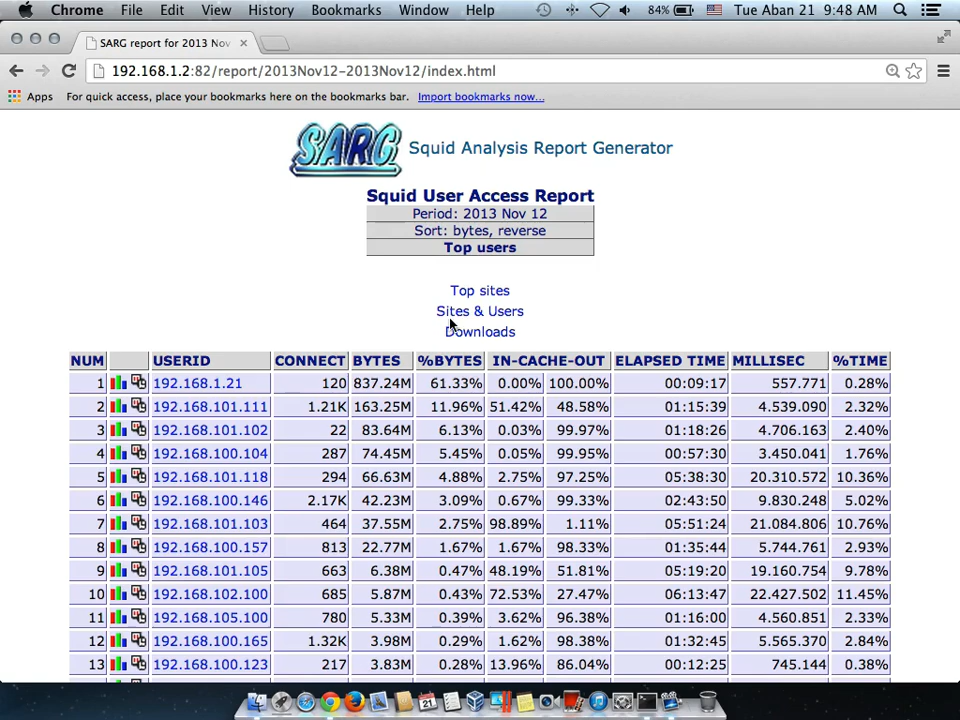 Chrome File Edit View History Bookmarks Window Help 84% Tue Aban 21 9:48 AM
SARG report for 2013 Nov
192.168.1.2:82/report/2013Nov12-2013Nov12/index.html
Apps For quick access, place your bookmarks here on the bookmarks bar. Import bookmarks now...
SARG Squid Analysis Report Generator
Squid User Access Report
Period: 2013 Nov 12
Sort: bytes, reverse
Top users
Top sites
Sites & Users
Downloads
NUM USERID CONNECT BYTES %BYTES IN-CACHE-OUT ELAPSED TIME MILLISEC %TIME
1 192.168.1.21 120 837.24M 61.33% 0.00% 100.00% 00:09:17 557.771 0.28%
2 192.168.101.111 1.21K 163.25M 11.96% 51.42% 48.58% 01:15:39 4.539.090 2.32%
3 192.168.101.102 22 83.64M 6.13% 0.03% 99.97% 01:18:26 4.706.163 2.40%
4 192.168.100.104 287 74.45M 5.45% 0.05% 99.95% 00:57:30 3.450.041 1.76%
5 192.168.101.118 294 66.63M 4.88% 2.75% 97.25% 05:38:30 20.310.572 10.36%
6 192.168.100.146 2.17K 42.23M 3.09% 0.67% 99.33% 02:43:50 9.830.248 5.02%
7 192.168.101.103 464 37.55M 2.75% 98.89% 1.11% 05:51:24 21.084.806 10.76%
8 192.168.100.157 813 22.77M 1.67% 1.67% 98.33% 01:35:44 5.744.761 2.93%
9 192.168.101.105 663 6.38M 0.47% 48.19% 51.81% 05:19:20 19.160.754 9.78%
10 192.168.102.100 685 5.87M 0.43% 72.53% 27.47% 06:13:47 22.427.502 11.45%
11 192.168.105.100 780 5.33M 0.39% 3.62% 96.38% 01:16:00 4.560.851 2.33%
12 192.168.100.165 1.32K 3.98M 0.29% 1.62% 98.38% 01:32:45 5.565.370 2.84%
13 192.168.100.123 217 3.83M 0.28% 13.96% 86.04% 00:12:25 745.144 0.38%